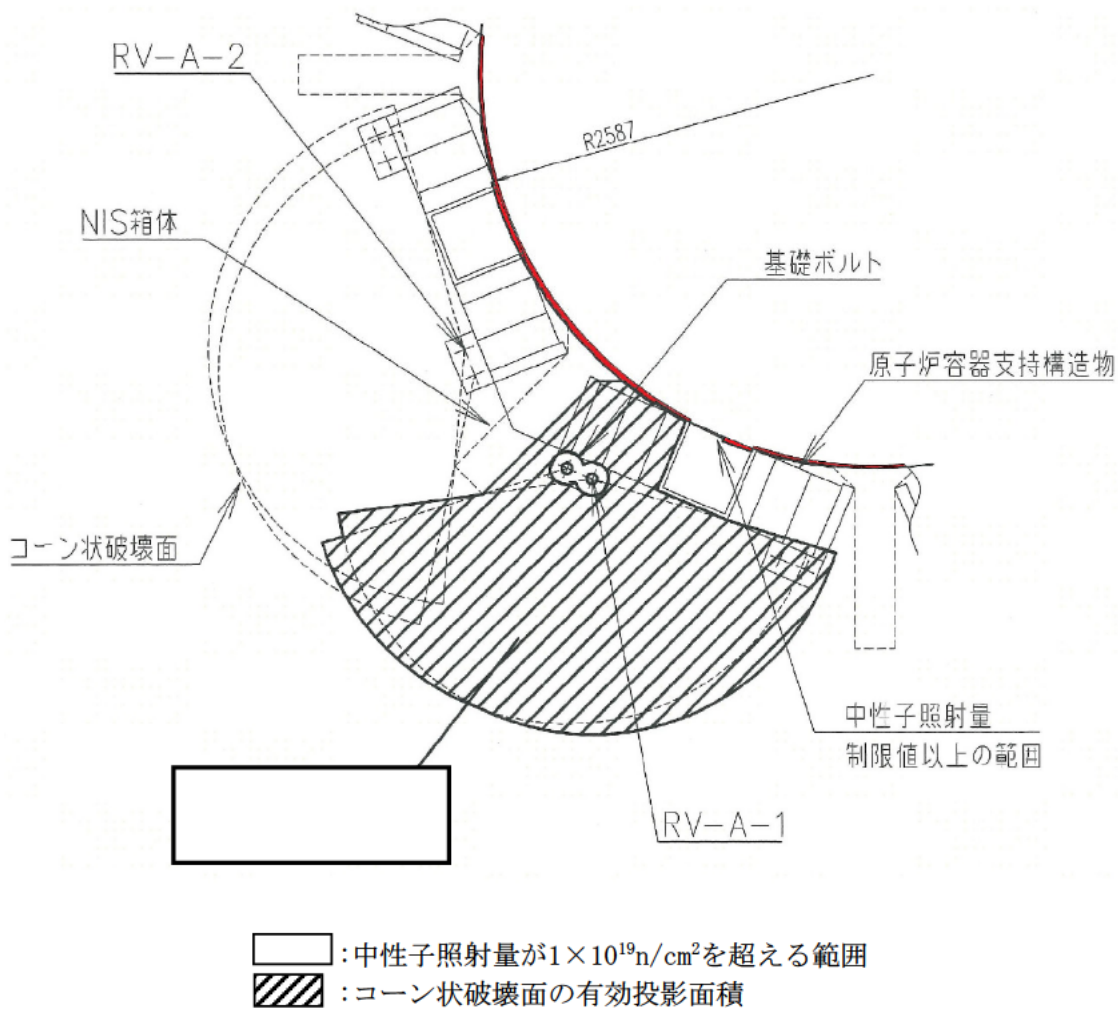 RV-A-2
R2587
NIS箱体
基礎ボルト
原子炉容器支持構造物
コーン状破壊面
中性子照射量
制限値以上の範囲
RV-A-1
:中性子照射量が1×10¹⁹n/cm²を超える範囲
:コーン状破壊面の有効投影面積